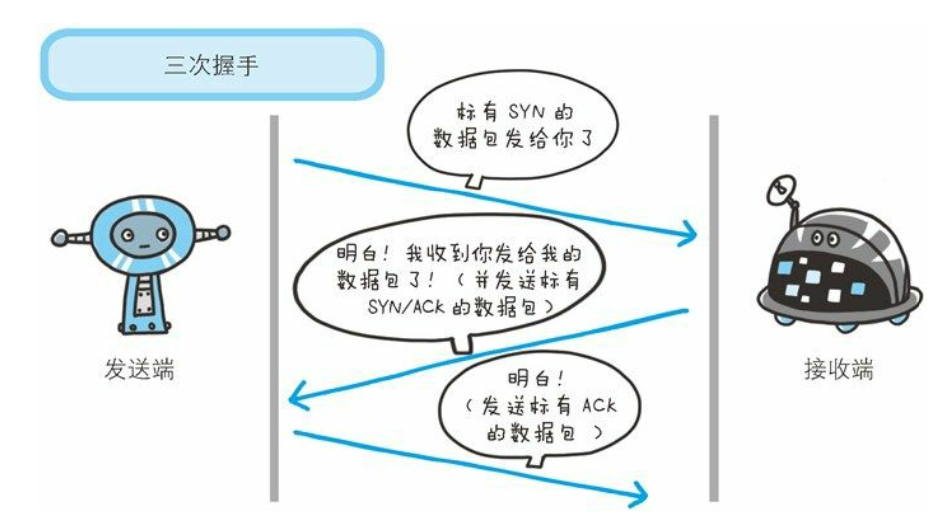 三次握手
标有 SYN 的
数据包发给你了
明白！我收到你发给我的
数据包了！（并发送标有
SYN/ACK 的数据包）
发送端
接收端
明白！
（发送标有 ACK
的数据包 ）